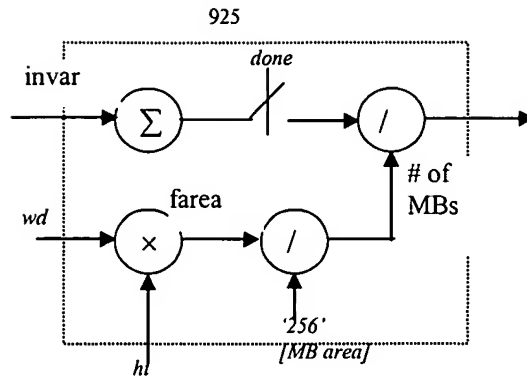 925
done
invar
Σ
/
# of
MBs
farea
wd
×
/
'256'
[MB area]
ht